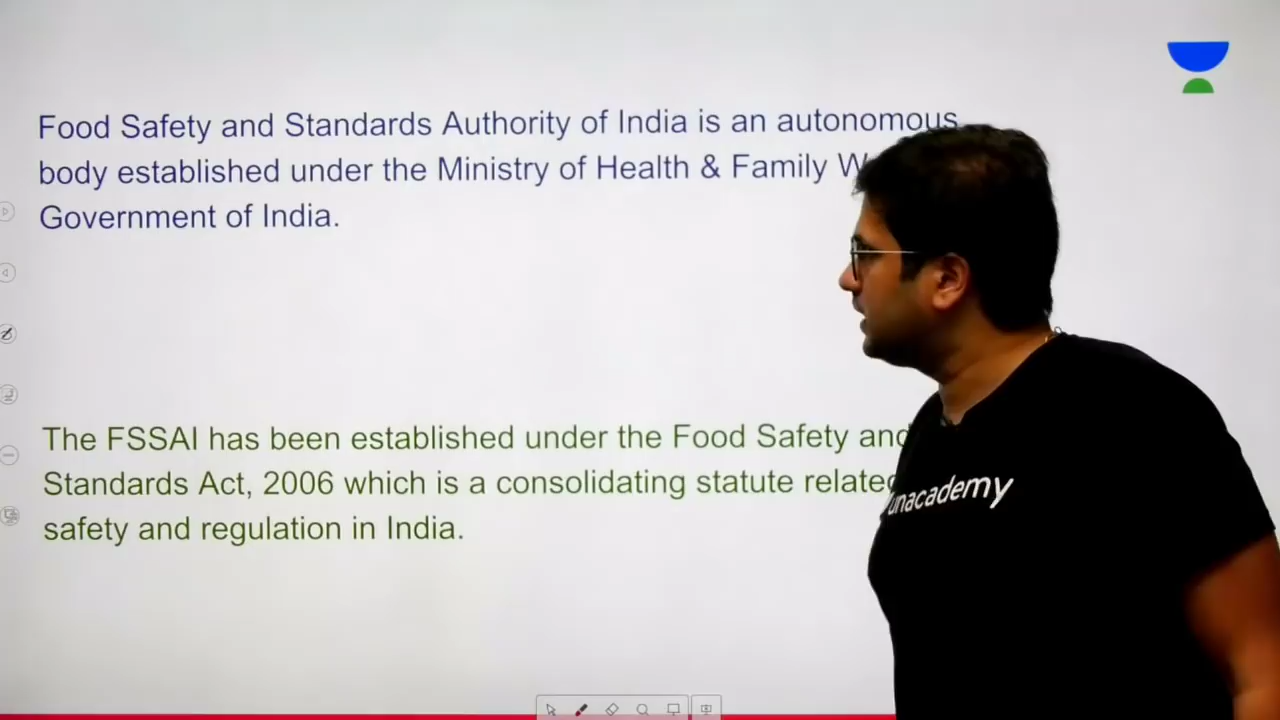 Food Safety and Standards Authority of India is an autonomous
body established under the Ministry of Health & Family
Government of India.
The FSSAI has been established under the Food Safety and
Standards Act, 2006 which is a consolidating statute related
safety and regulation in India.
unacademy